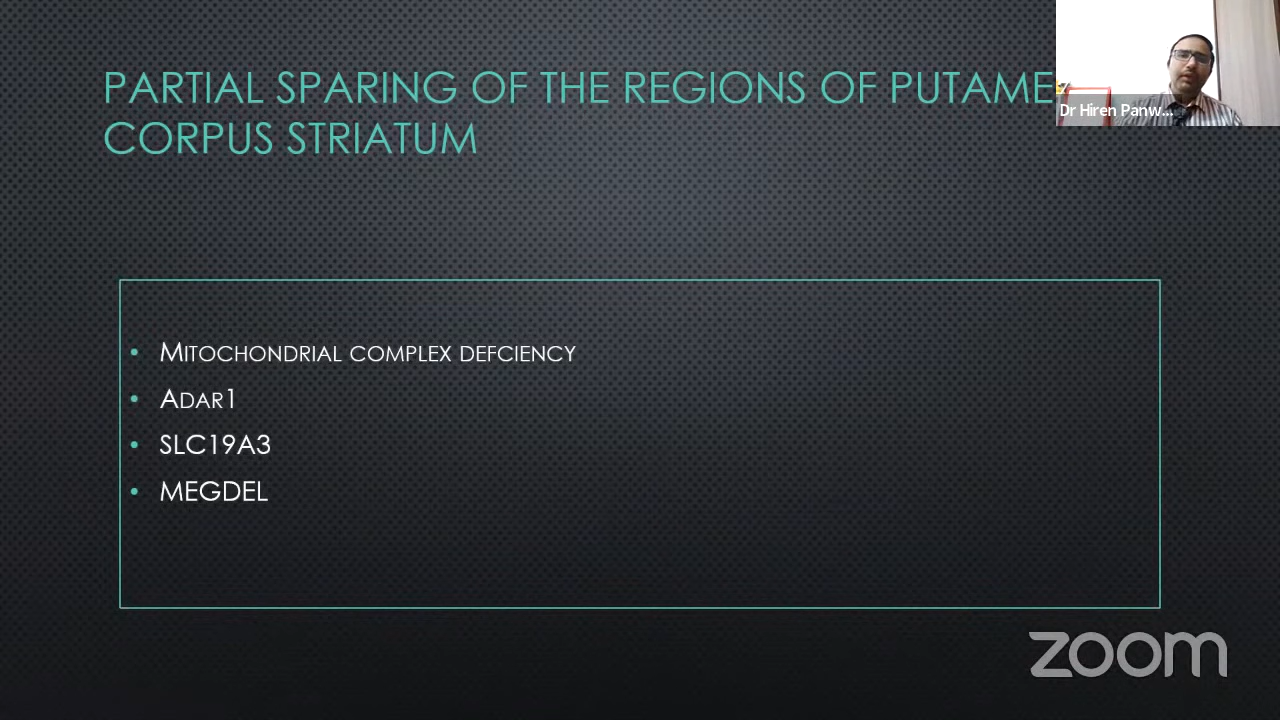 PARTIAL SPARING OF THE REGIONS OF PUTAME
CORPUS STRIATUM
Dr Hiren Panw...
• MITOCHONDRIAL COMPLEX DEFCIENCY
• ADAR1
• SLC19A3
• MEGDEL
zoom